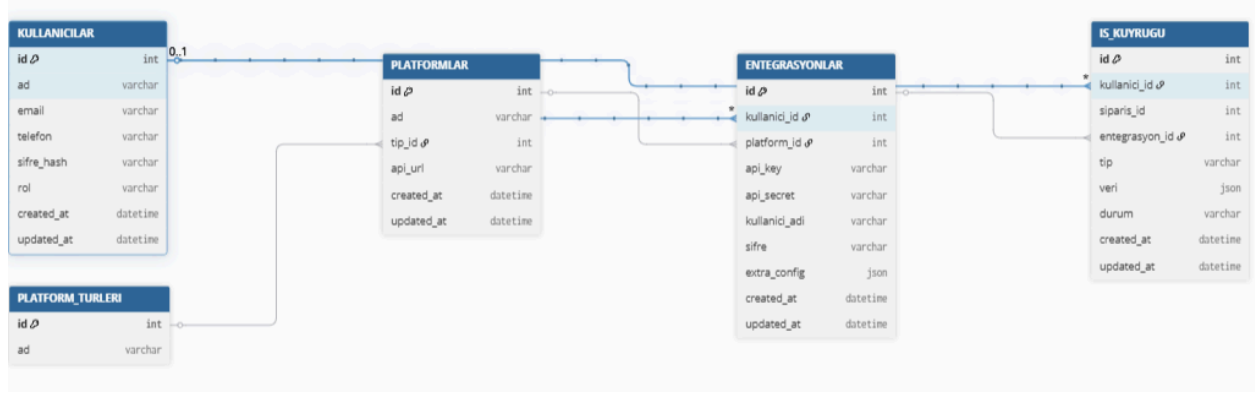 KULLANICILAR
id int
ad varchar
email varchar
telefon varchar
sifre_hash varchar
rol varchar
created_at datetime
updated_at datetime
0..1
PLATFORM_TURLERI
id int
ad varchar
PLATFORMLAR
id int
ad varchar
tip_id int
api_url varchar
created_at datetime
updated_at datetime
*
ENTEGRASYONLAR
id int
kullanici_id int
platform_id int
api_key varchar
api_secret varchar
kullanici_adi varchar
sifre varchar
extra_config json
created_at datetime
updated_at datetime
*
IS_KUYRUGU
id int
kullanici_id int
siparis_id int
entegrasyon_id int
tip varchar
veri json
durum varchar
created_at datetime
updated_at datetime